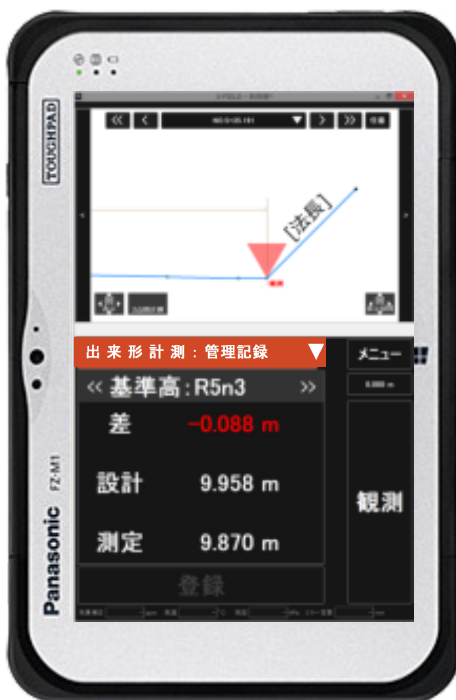 TOUCHPAD
[法長]
出来形計測：管理記録 ▼
メニュー
<< 基準高：R5n3 >>
0.000 m
差 -0.088 m
設計 9.958 m
観測
測定 9.870 m
登録
Panasonic FZ-M1